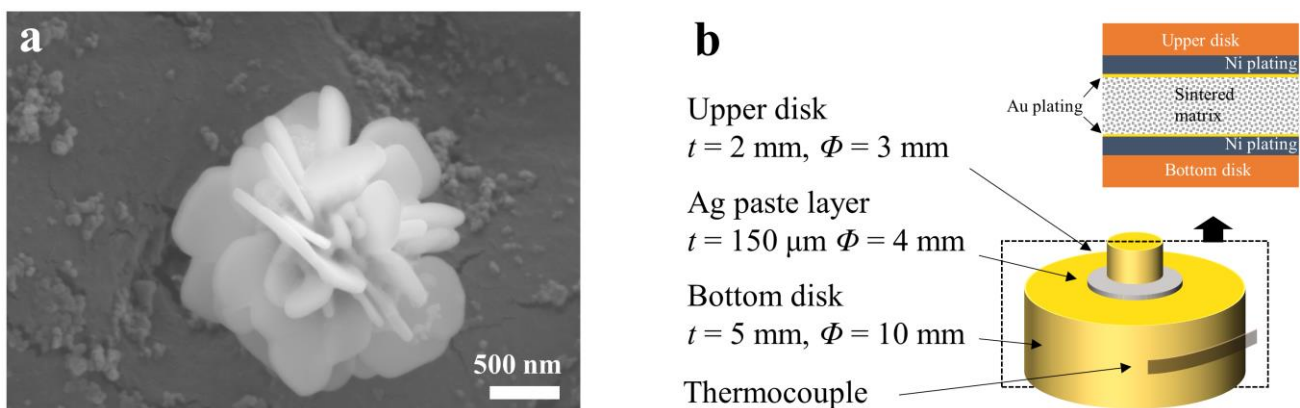 a
500 nm
b
Upper disk
Ni plating
Au plating
Sintered
matrix
Ni plating
Bottom disk
Upper disk
t = 2 mm, Φ = 3 mm
Ag paste layer
t = 150 μm Φ = 4 mm
Bottom disk
t = 5 mm, Φ = 10 mm
Thermocouple